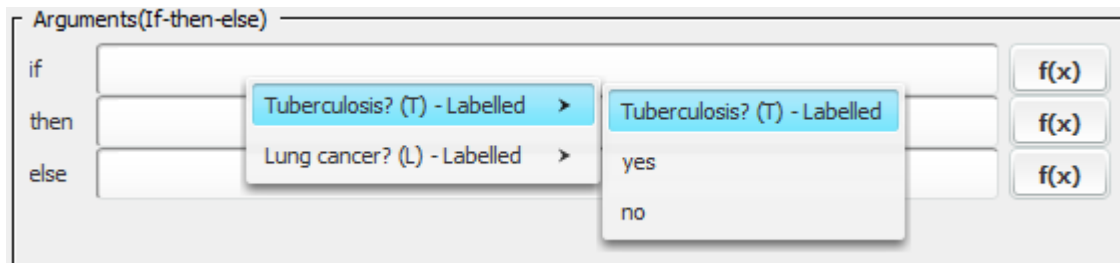 Arguments(If-then-else)
if f(x)
Tuberculosis? (T) - Labelled Tuberculosis? (T) - Labelled
then f(x)
Lung cancer? (L) - Labelled yes
else f(x)
no